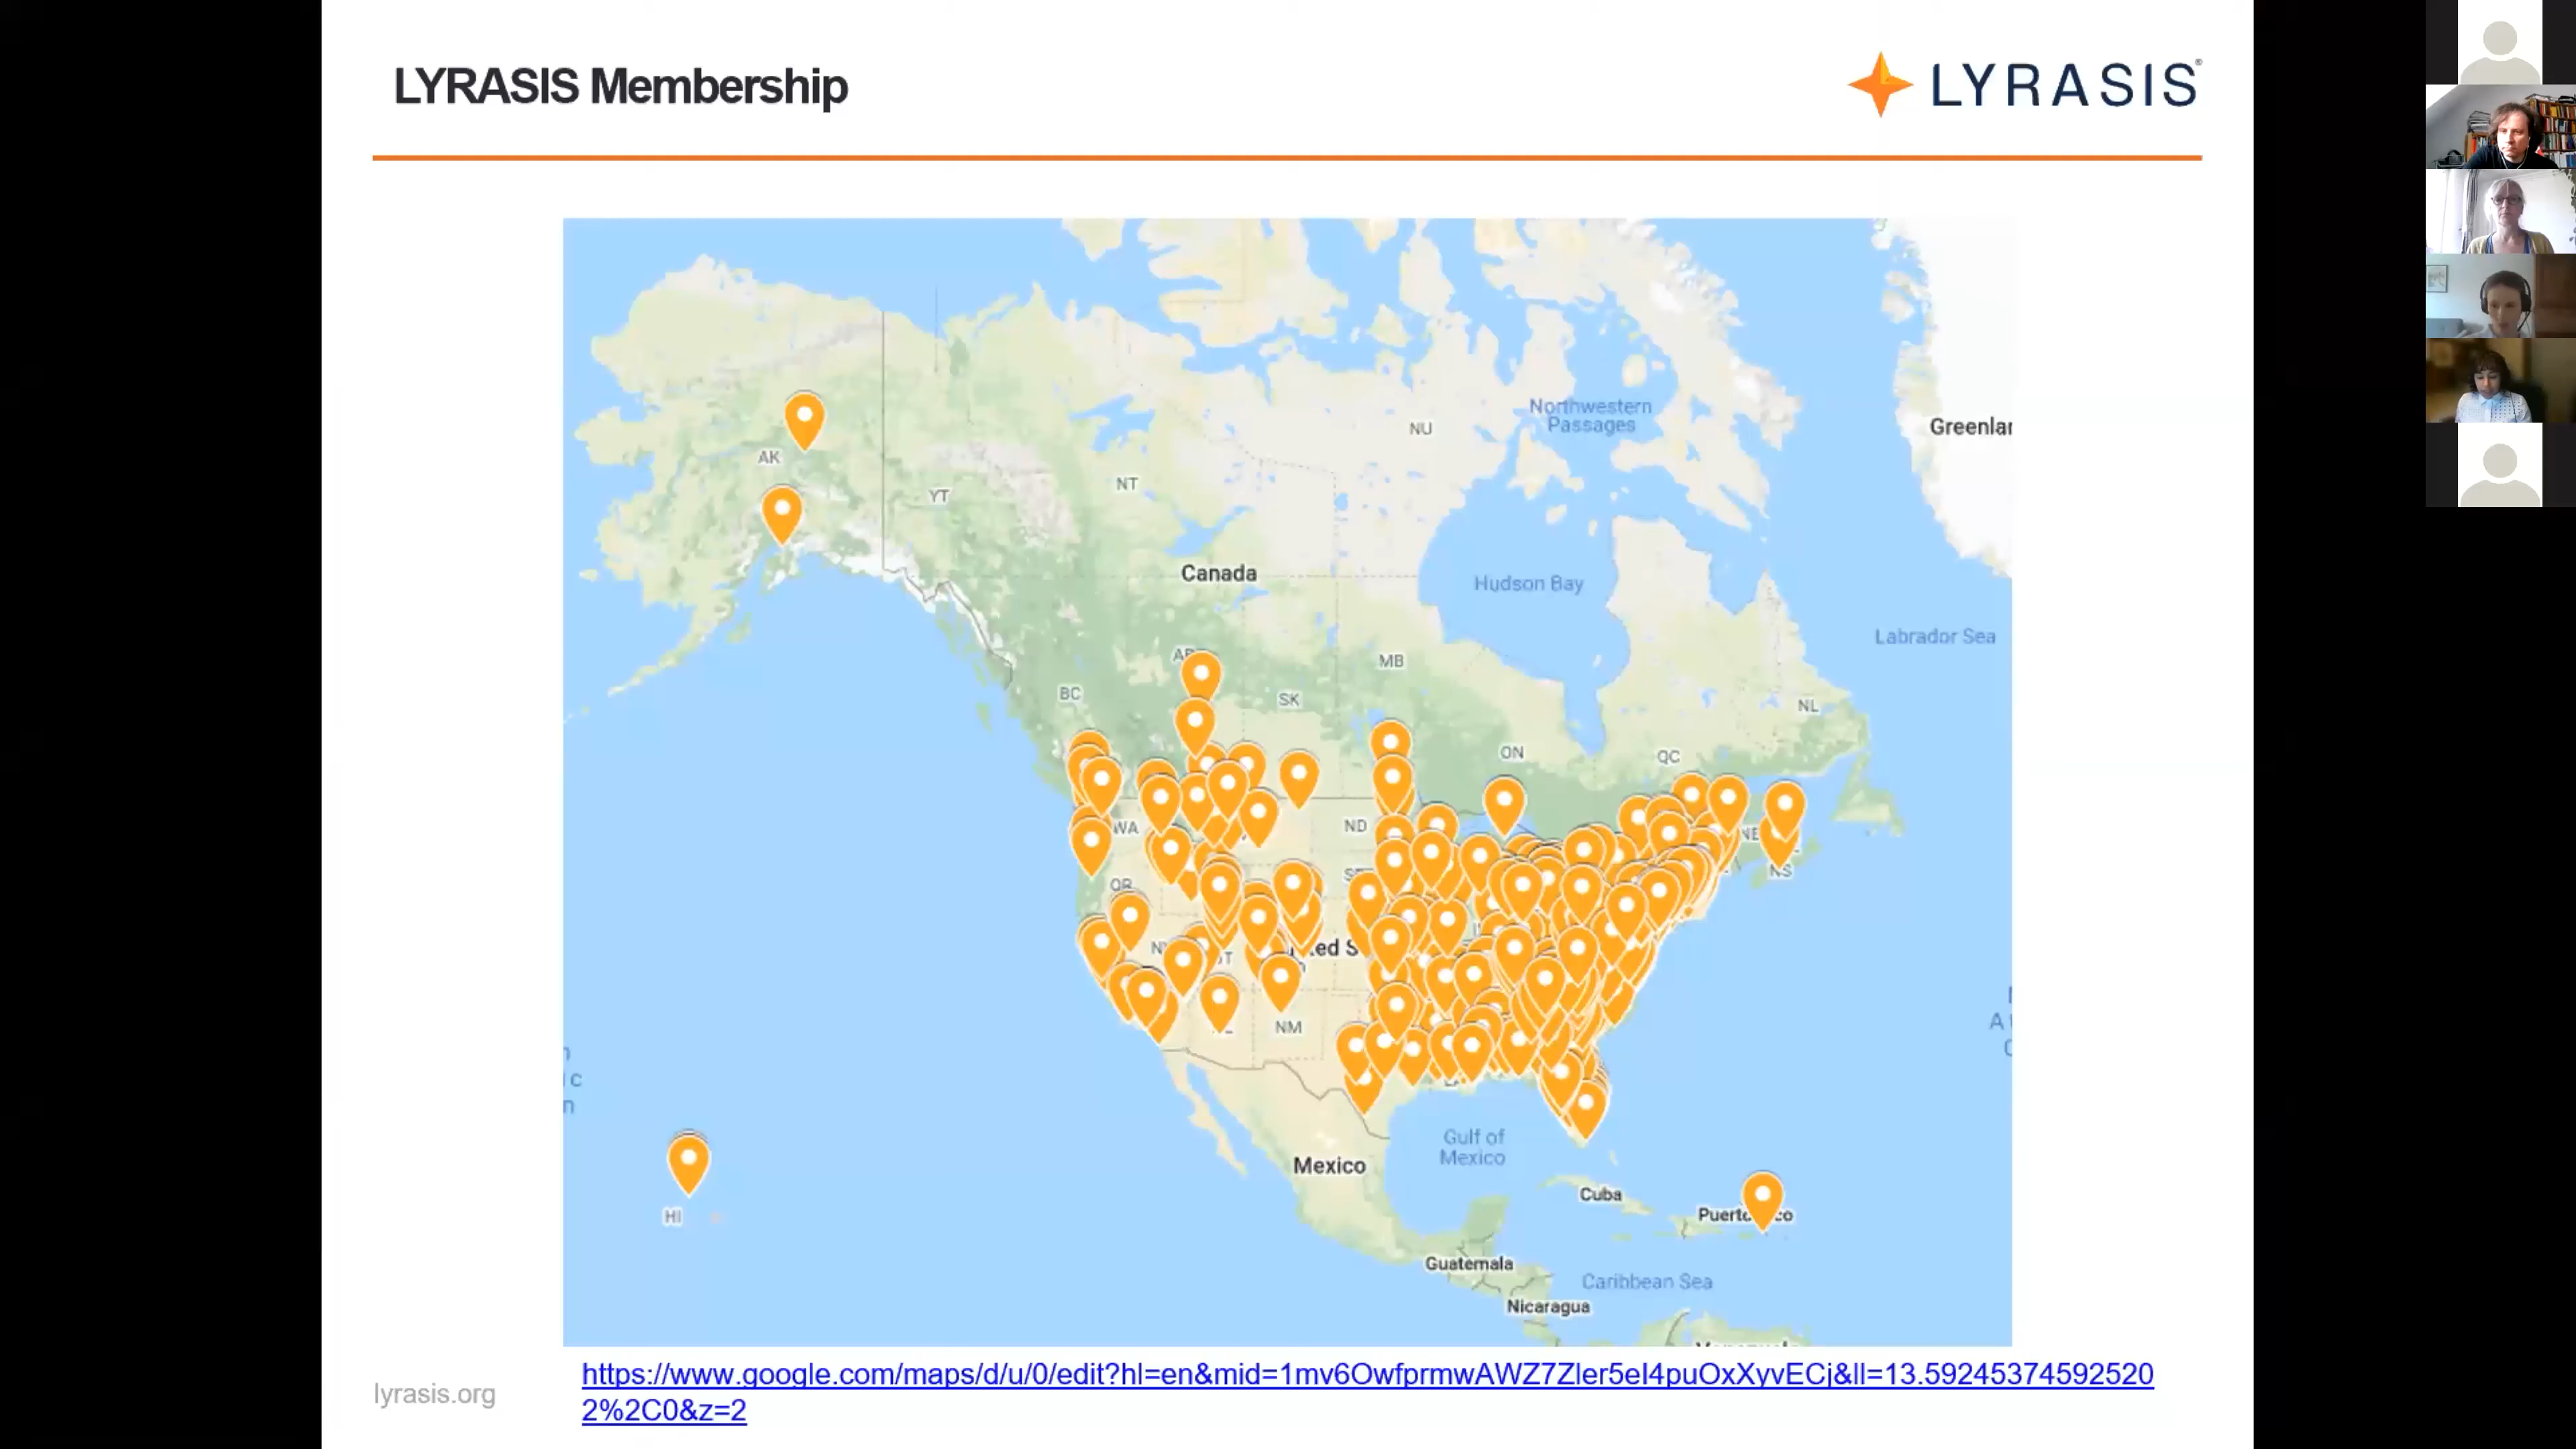 LYRASIS Membership
LYRASIS
Northwestern
Passages
NU
Greenlan
AK
NT
YT
Canada
Hudson Bay
Labrador Sea
MB
BC
SK
NL
ON
QC
WA
ND
NS
OR
ed S
NM
Gulf of
Mexico
Mexico
Cuba
HI
Guatemala
Caribbean Sea
Nicaragua
https://www.google.com/maps/d/u/0/edit?hl=en&mid=1mv6OwfprmwAWZ7Zler5eI4puOxXyvECj&ll=13.59245374592520
2%2C0&z=2
lyrasis.org